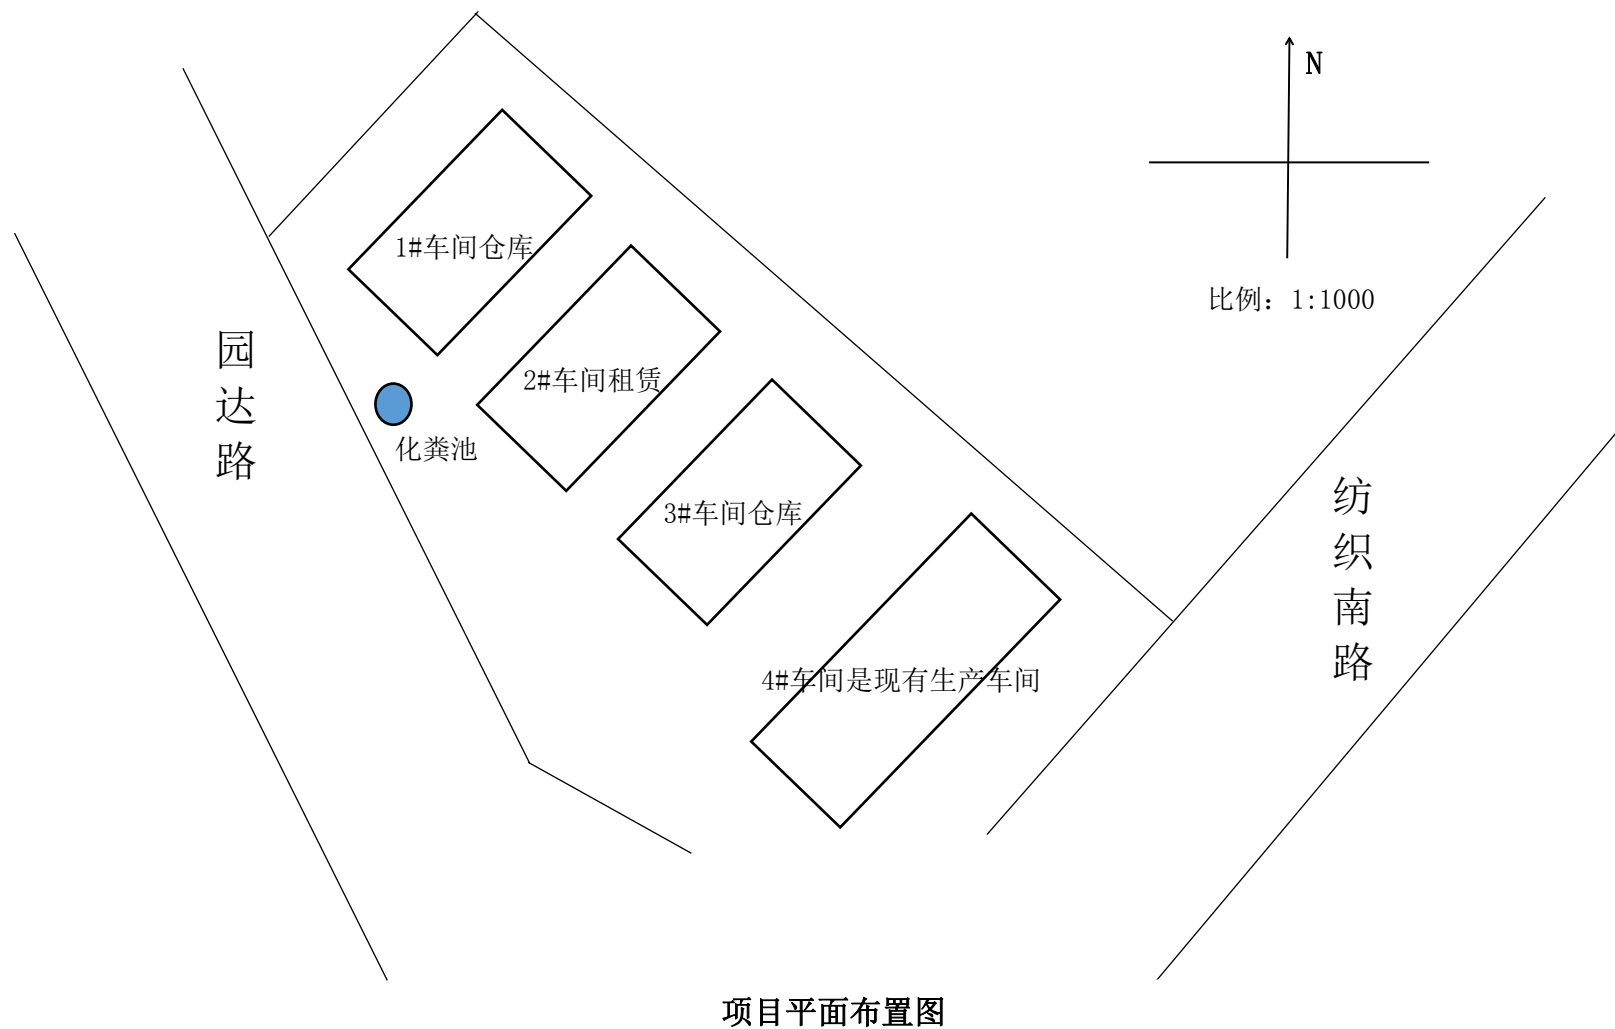 N
1#车间仓库
比例：1:1000
园达路
2#车间租赁
化粪池
3#车间仓库
纺织南路
4#车间是现有生产车间
项目平面布置图